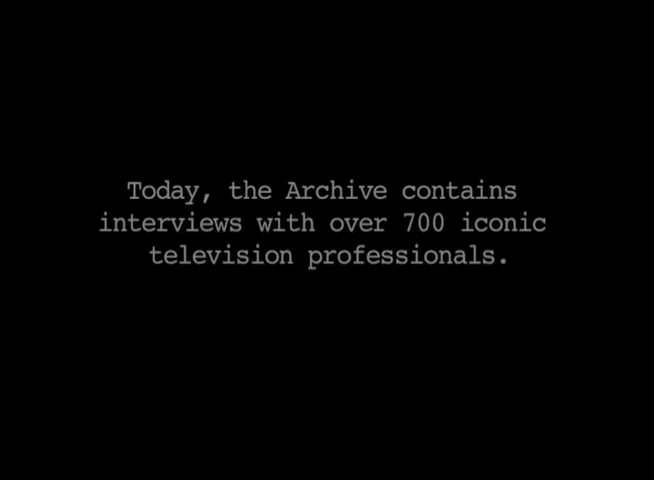 Today, the Archive contains
interviews with over 700 iconic
television professionals.